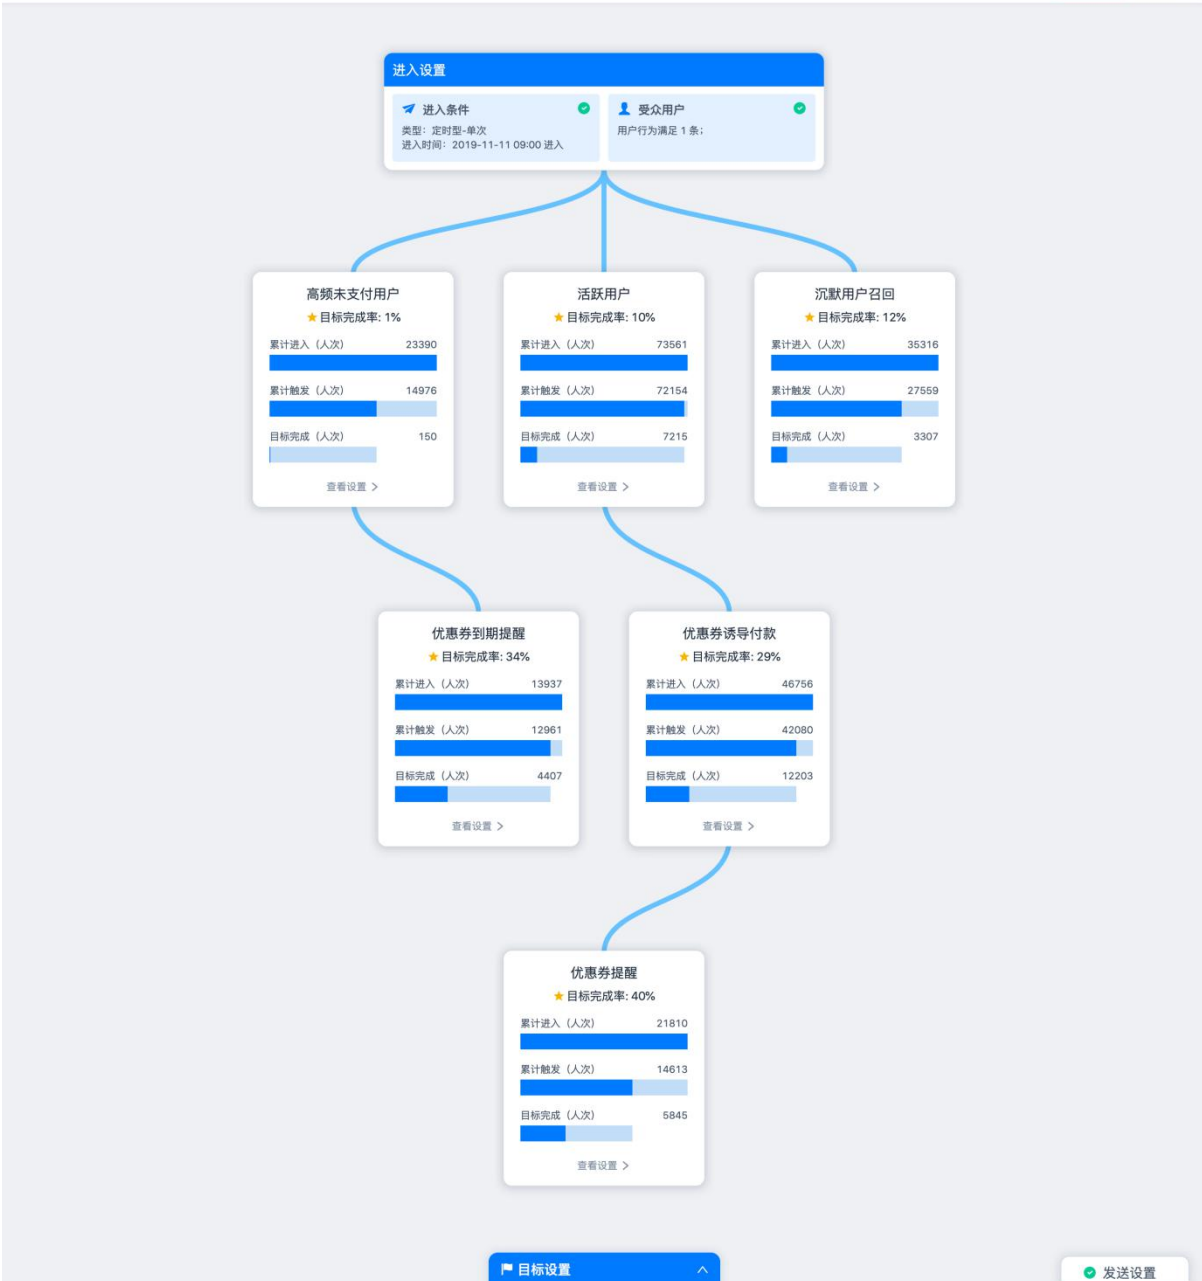 进入设置
进入条件
类型：定时型-单次
进入时间：2019-11-11 09:00 进入
受众用户
用户行为满足 1 条；
高频未支付用户
目标完成率: 1%
累计进入（人次） 23390
累计触发（人次） 14976
目标完成（人次） 150
查看设置 >
活跃用户
目标完成率: 10%
累计进入（人次） 73561
累计触发（人次） 72154
目标完成（人次） 7215
查看设置 >
沉默用户召回
目标完成率: 12%
累计进入（人次） 35316
累计触发（人次） 27559
目标完成（人次） 3307
查看设置 >
优惠券到期提醒
目标完成率: 34%
累计进入（人次） 13937
累计触发（人次） 12961
目标完成（人次） 4407
查看设置 >
优惠券诱导付款
目标完成率: 29%
累计进入（人次） 46756
累计触发（人次） 42080
目标完成（人次） 12203
查看设置 >
优惠券提醒
目标完成率: 40%
累计进入（人次） 21810
累计触发（人次） 14613
目标完成（人次） 5845
查看设置 >
目标设置
发送设置